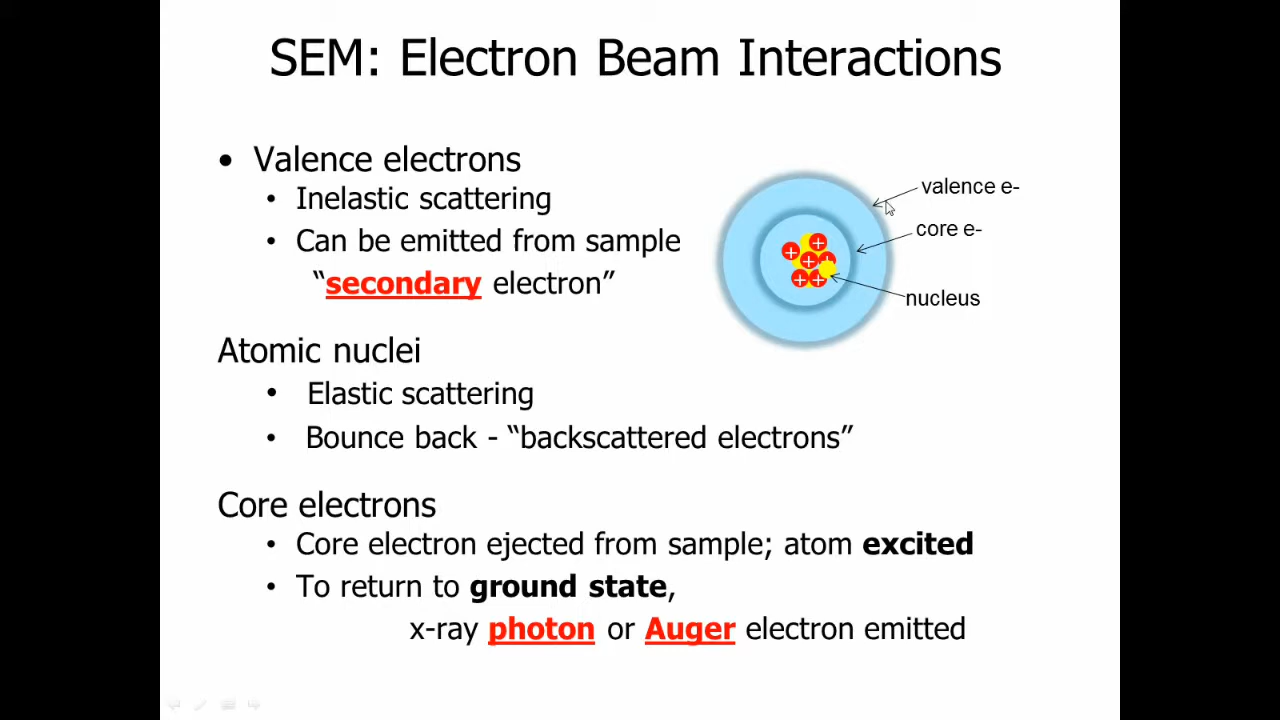 SEM: Electron Beam Interactions
• Valence electrons
• Inelastic scattering
• Can be emitted from sample
“secondary electron”
valence e-
core e-
nucleus
+ + + + + +
Atomic nuclei
• Elastic scattering
• Bounce back - “backscattered electrons”
Core electrons
• Core electron ejected from sample; atom excited
• To return to ground state,
x-ray photon or Auger electron emitted